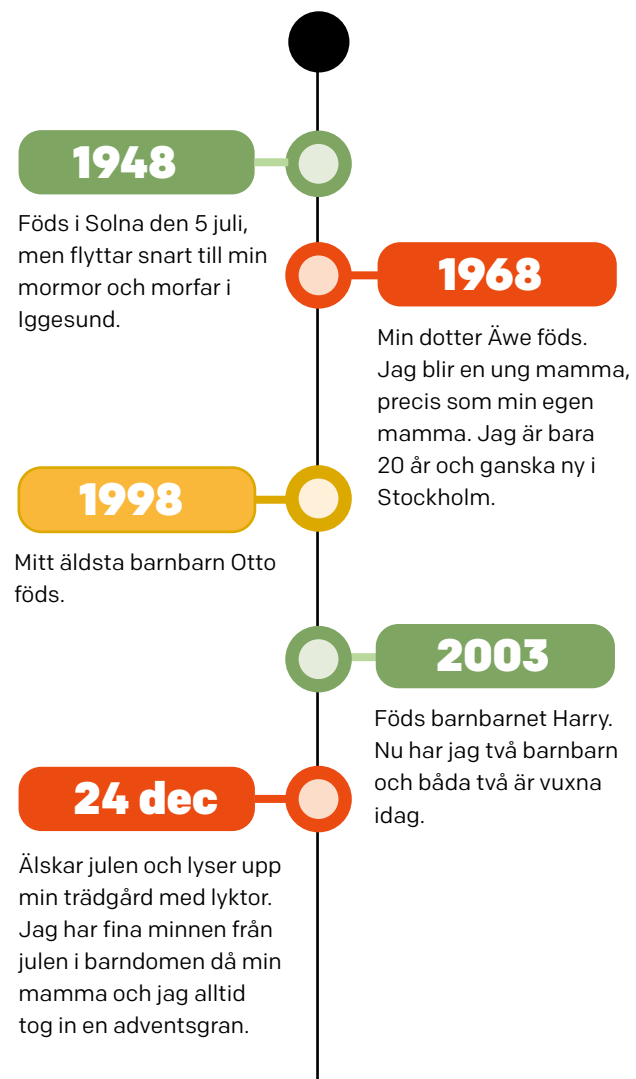 1948
Föds i Solna den 5 juli,
men flyttar snart till min
mormor och morfar i
Iggesund.
1968
Min dotter Äwe föds.
Jag blir en ung mamma,
precis som min egen
mamma. Jag är bara
20 år och ganska ny i
Stockholm.
1998
Mitt äldsta barnbarn Otto
föds.
2003
Föds barnbarnet Harry.
Nu har jag två barnbarn
och båda två är vuxna
idag.
24 dec
Älskar julen och lyser upp
min trädgård med lyktor.
Jag har fina minnen från
julen i barndomen då min
mamma och jag alltid
tog in en adventsgran.